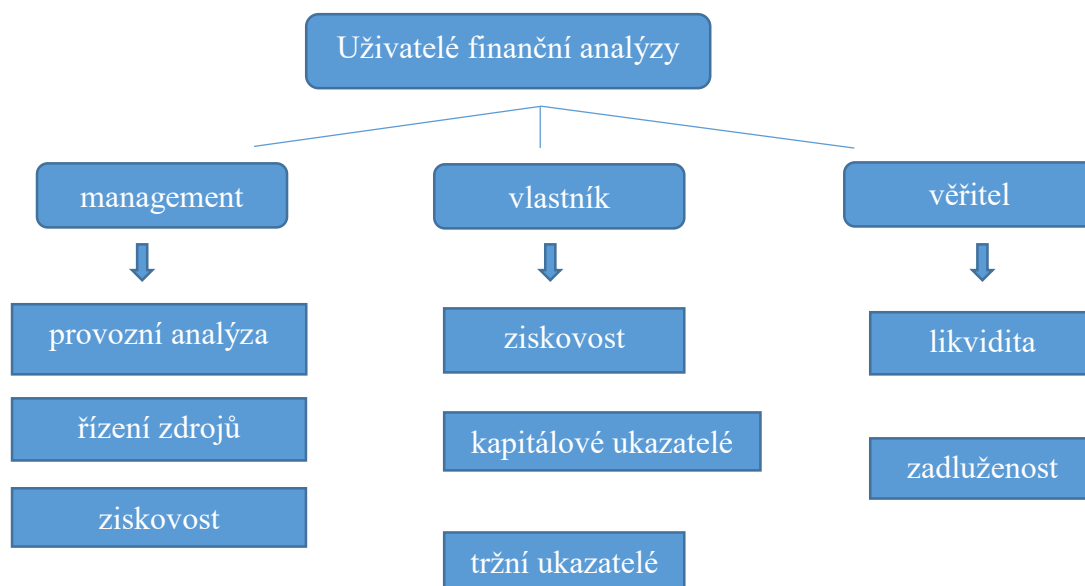 Uživatelé finanční analýzy
management
vlastník
věřitel
provozní analýza
ziskovost
likvidita
řízení zdrojů
kapitálové ukazatelé
zadluženost
ziskovost
tržní ukazatelé